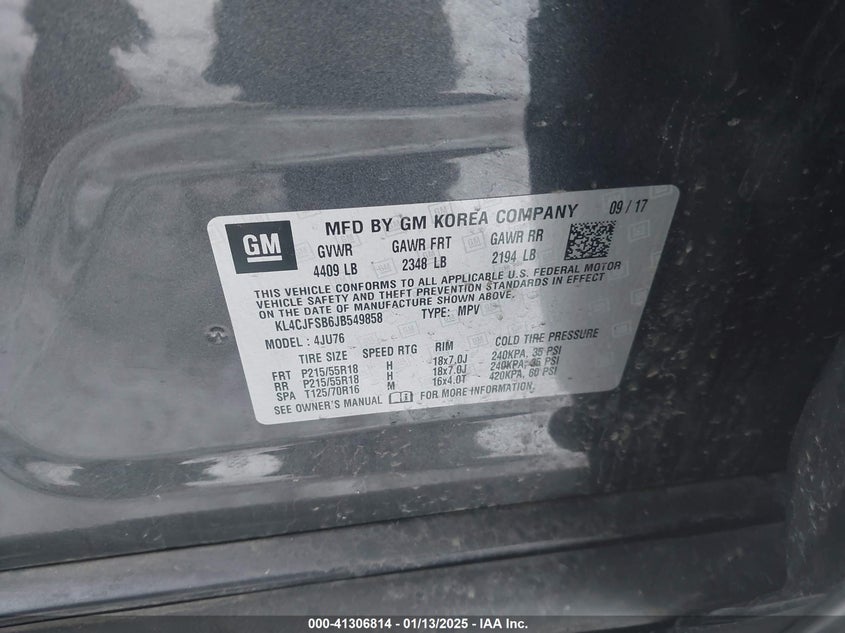 GM
MFD BY GM KOREA COMPANY 09 / 17
GVWR GAWR FRT GAWR RR
4409 LB 2348 LB 2194 LB
THIS VEHICLE CONFORMS TO ALL APPLICABLE U.S. FEDERAL MOTOR
VEHICLE SAFETY AND THEFT PREVENTION STANDARDS IN EFFECT
ON THE DATE OF MANUFACTURE SHOWN ABOVE.
KL4CJFSB6JB549858 TYPE: MPV
MODEL : 4JU76
TIRE SIZE SPEED RTG RIM COLD TIRE PRESSURE
FRT P215/55R18 H 18x7.0J 240KPA, 35 PSI
RR P215/55R18 H 18x7.0J 240KPA, 35 PSI
SPA T125/70R16 M 16x4.0T 420KPA, 60 PSI
SEE OWNER'S MANUAL FOR MORE INFORMATION.
000-41306814 - 01/13/2025 - IAA Inc.